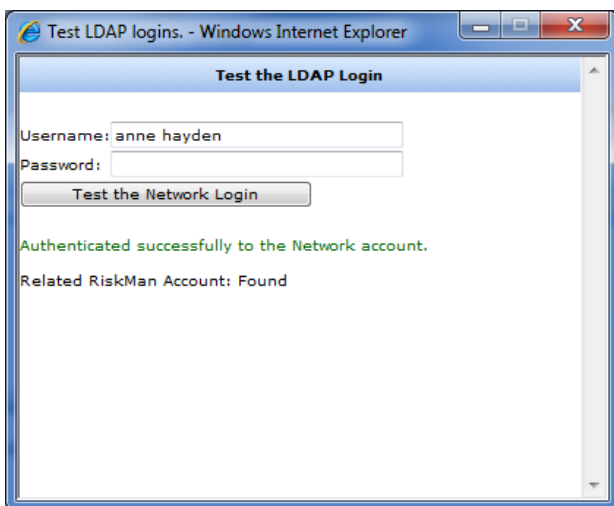 Test LDAP logins. - Windows Internet Explorer
Test the LDAP Login
Username: anne hayden
Password:
Test the Network Login
Authenticated successfully to the Network account.
Related RiskMan Account: Found